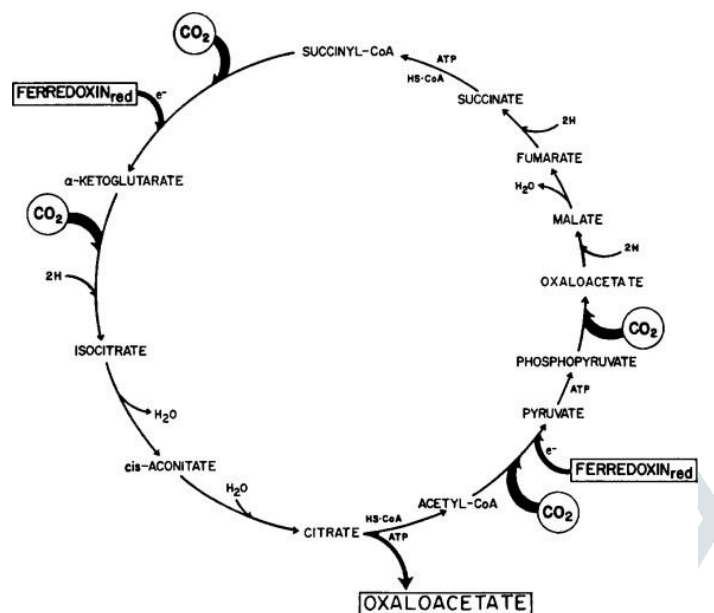 CO2
SUCCINYL-CoA
ATP
HS·CoA
SUCCINATE
FERREDOXINred
e-
2H
FUMARATE
α-KETOGLUTARATE
H2O
MALATE
CO2
2H
2H
OXALOACETATE
CO2
ISOCITRATE
PHOSPHOPYRUVATE
ATP
H2O
PYRUVATE
e-
cis-ACONITATE
FERREDOXINred
H2O
ACETYL-CoA
HS·CoA
CO2
CITRATE
ATP
OXALOACETATE